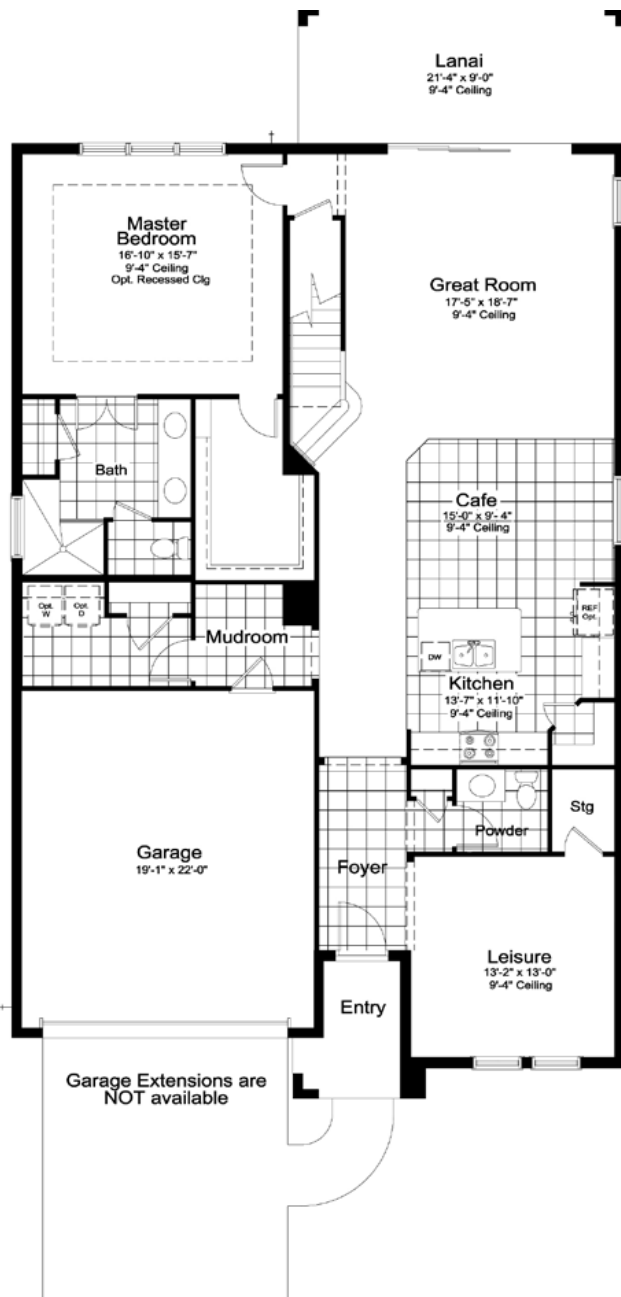 Lanai
21'-4" x 9'-0"
9'-4" Ceiling
Master
Bedroom
16'-10" x 15'-7"
9'-4" Ceiling
Opt. Recessed Clg
Great Room
17'-5" x 18'-7"
9'-4" Ceiling
Bath
Cafe
15'-0" x 9'- 4"
9'-4" Ceiling
Opt.
W
Opt.
D
REF
Opt.
Mudroom
DW
Kitchen
13'-7" x 11'-10"
9'-4" Ceiling
Stg
Powder
Garage
19'-1" x 22'-0"
Foyer
Leisure
13'-2" x 13'-0"
9'-4" Ceiling
Entry
Garage Extensions are
NOT available